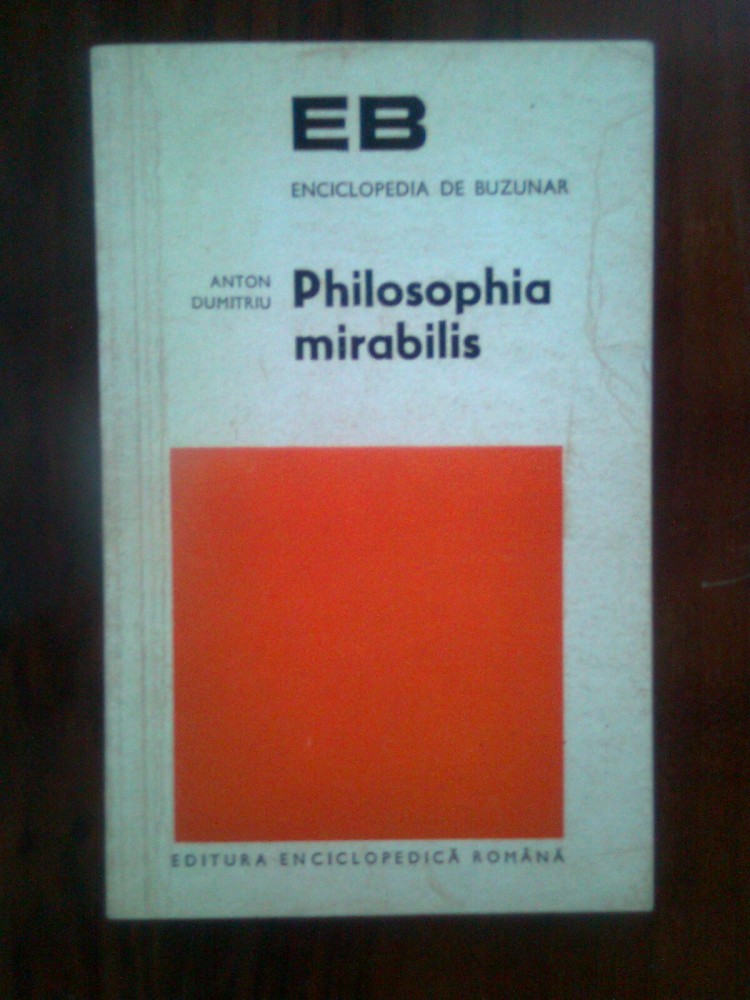 EB
ENCICLOPEDIA DE BUZUNAR
ANTON
DUMITRIU
Philosophia
mirabilis
EDITURA ENCICLOPEDICĂ ROMÂNĂ